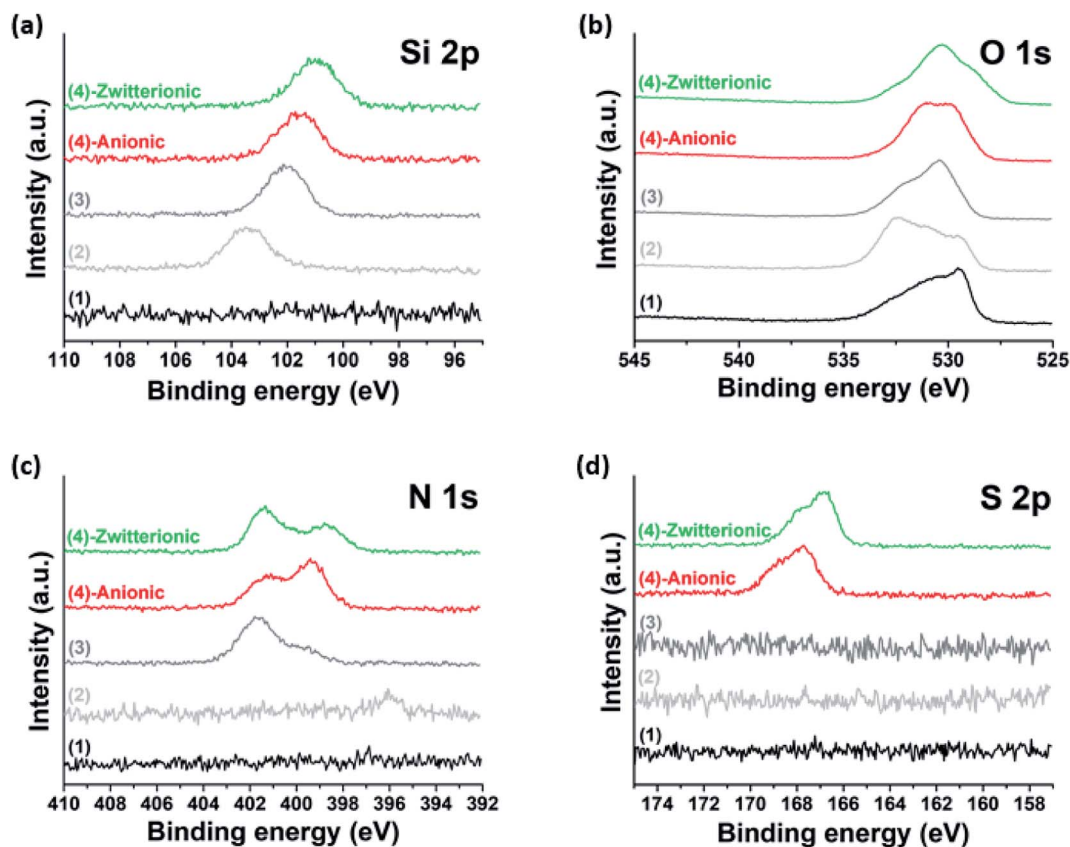 (a)
Si 2p
(4)-Zwitterionic
(4)-Anionic
(3)
(2)
(1)
Intensity (a.u.)
110 108 106 104 102 100 98 96
Binding energy (eV)
(b)
O 1s
(4)-Zwitterionic
(4)-Anionic
(3)
(2)
(1)
Intensity (a.u.)
545 540 535 530 525
Binding energy (eV)
(c)
N 1s
(4)-Zwitterionic
(4)-Anionic
(3)
(2)
(1)
Intensity (a.u.)
410 408 406 404 402 400 398 396 394 392
Binding energy (eV)
(d)
S 2p
(4)-Zwitterionic
(4)-Anionic
(3)
(2)
(1)
Intensity (a.u.)
174 172 170 168 166 164 162 160 158
Binding energy (eV)